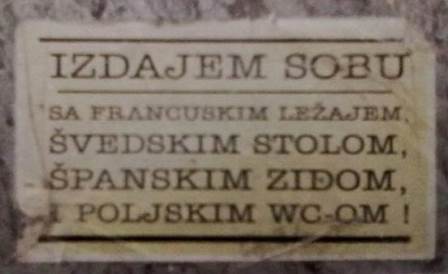 IZDAJEM SOBU
SA FRANCUSKIM LEŽAJEM,
ŠVEDSKIM STOLOM,
ŠPANSKIM ZIDOM,
I POLJSKIM WC-OM !